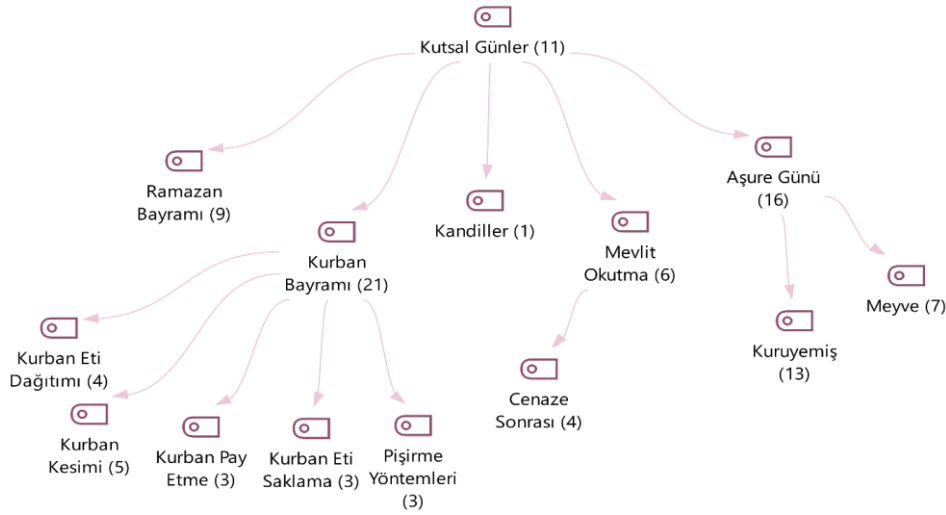 Kutsal Günler (11)
Ramazan
Bayramı (9)
Kurban
Bayramı (21)
Kandiller (1)
Mevlit
Okutma (6)
Aşure Günü
(16)
Kurban Eti
Dağıtımı (4)
Kurban
Kesimi (5)
Kurban Pay
Etme (3)
Kurban Eti
Saklama (3)
Pişirme
Yöntemleri
(3)
Cenaze
Sonrası (4)
Kuruyemiş
(13)
Meyve (7)